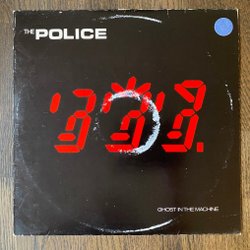 THE POLICE
GHOST IN THE MACHINE